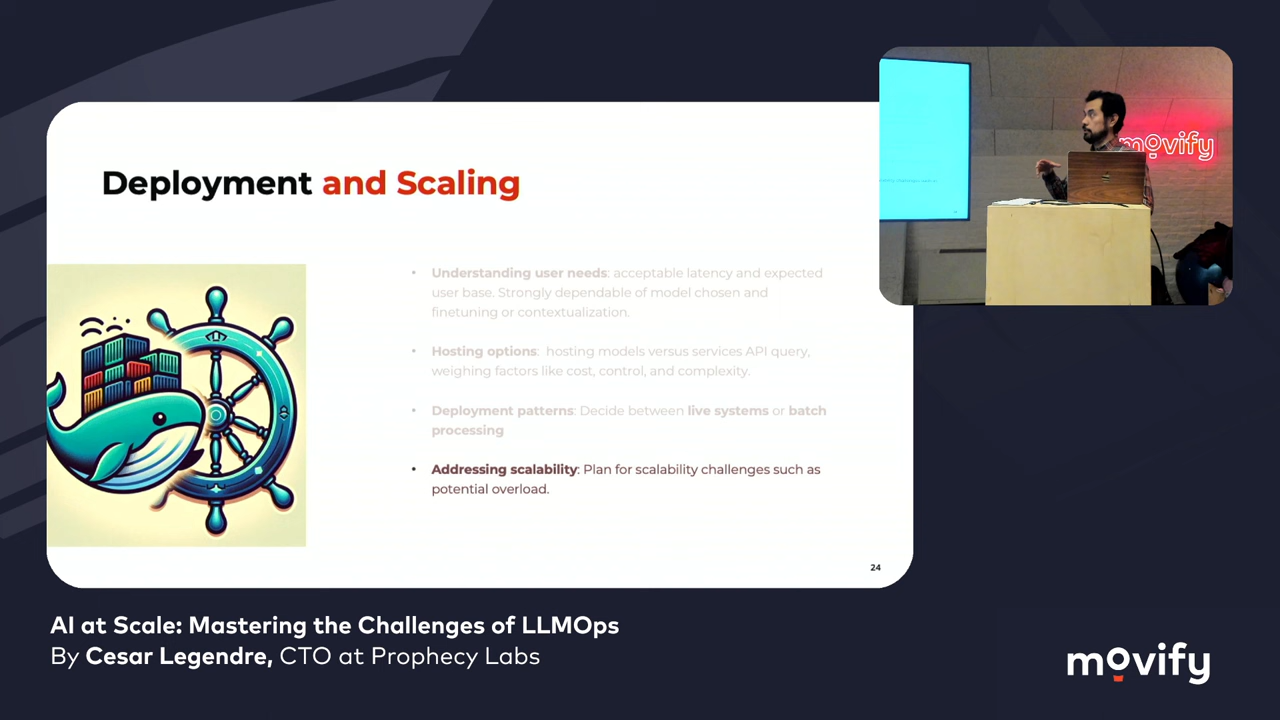 Deployment and Scaling
• Understanding user needs: acceptable latency and expected
user base. Strongly dependable of model chosen and
finetuning or contextualization.
• Hosting options: hosting models versus services API query,
weighing factors like cost, control, and complexity.
• Deployment patterns: Decide between live systems or batch
processing
• Addressing scalability: Plan for scalability challenges such as
potential overload.
24
movify
AI at Scale: Mastering the Challenges of LLMOps
By Cesar Legendre, CTO at Prophecy Labs
movify